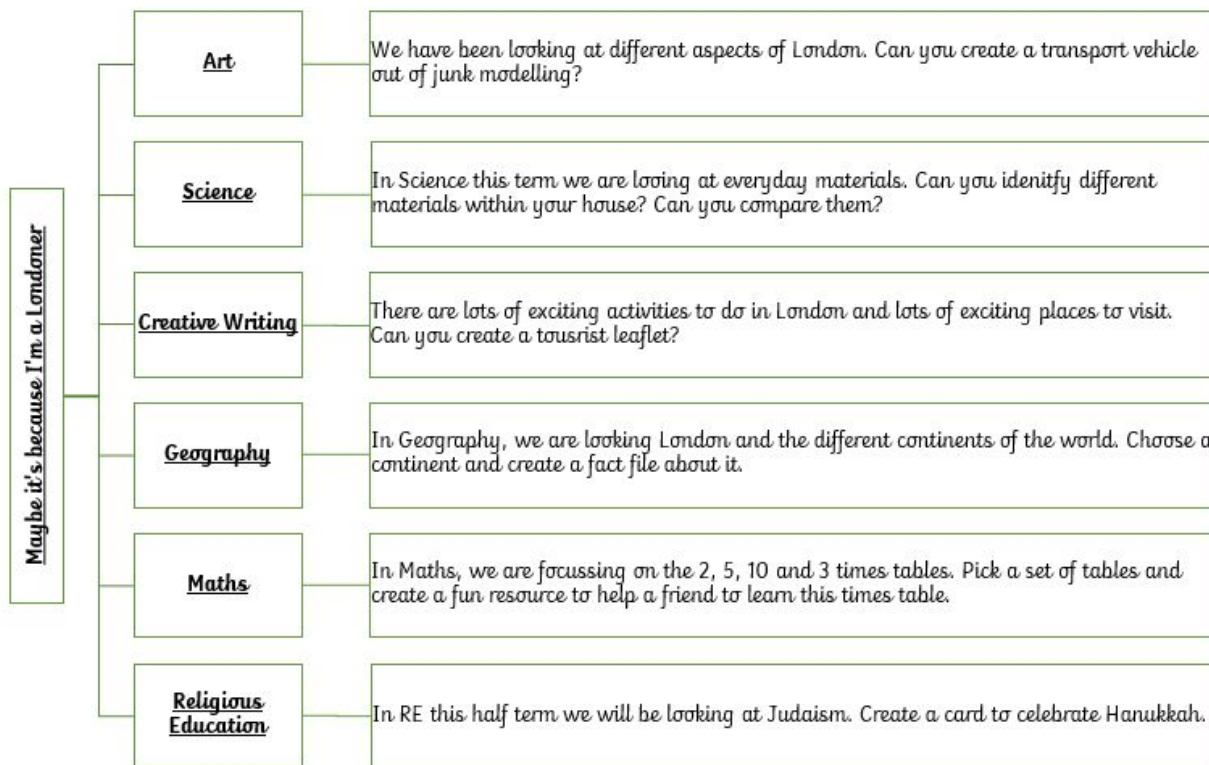 Maybe it's because I'm a Londoner
Art
We have been looking at different aspects of London. Can you create a transport vehicle
out of junk modelling?
Science
In Science this term we are looing at everyday materials. Can you idenitfy different
materials within your house? Can you compare them?
Creative Writing
There are lots of exciting activities to do in London and lots of exciting places to visit.
Can you create a tousrist leaflet?
Geography
In Geography, we are looking London and the different continents of the world. Choose a
continent and create a fact file about it.
Maths
In Maths, we are focussing on the 2, 5, 10 and 3 times tables. Pick a set of tables and
create a fun resource to help a friend to learn this times table.
Religious
Education
In RE this half term we will be looking at Judaism. Create a card to celebrate Hanukkah.